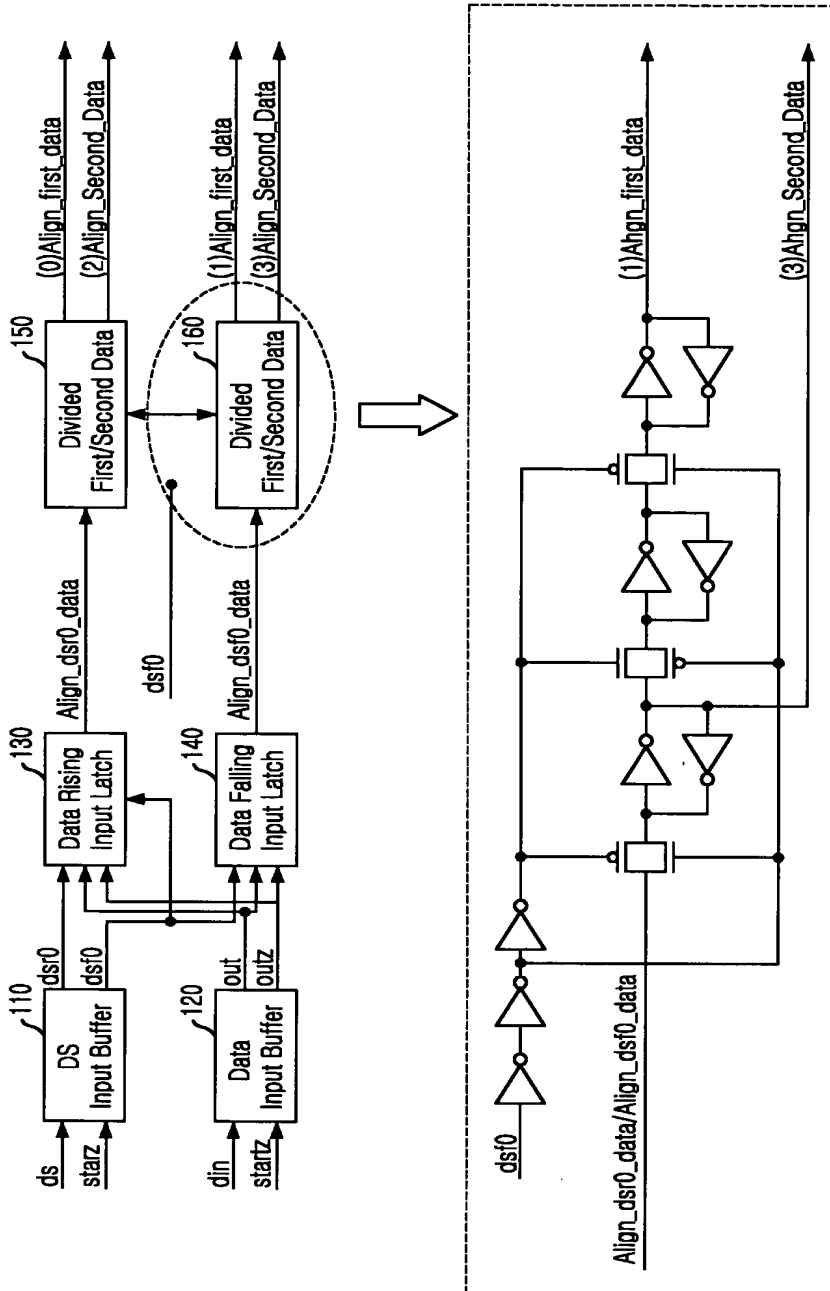 ds
starz
110
DS
Input Buffer
dsr0
dsf0
din
startz
120
Data
Input Buffer
out
outz
130
Data Rising
Input Latch
140
Data Falling
Input Latch
Align_dsr0_data
dsf0
Align_dsf0_data
150
Divided
First/Second Data
160
Divided
First/Second Data
(0)Align_first_data
(2)Align_Second_Data
(1)Align_first_data
(3)Align_Second_Data
dsf0
Align_dsr0_data/Align_dsf0_data
(1)Ahgn_first_data
(3)Ahgn_Second_Data